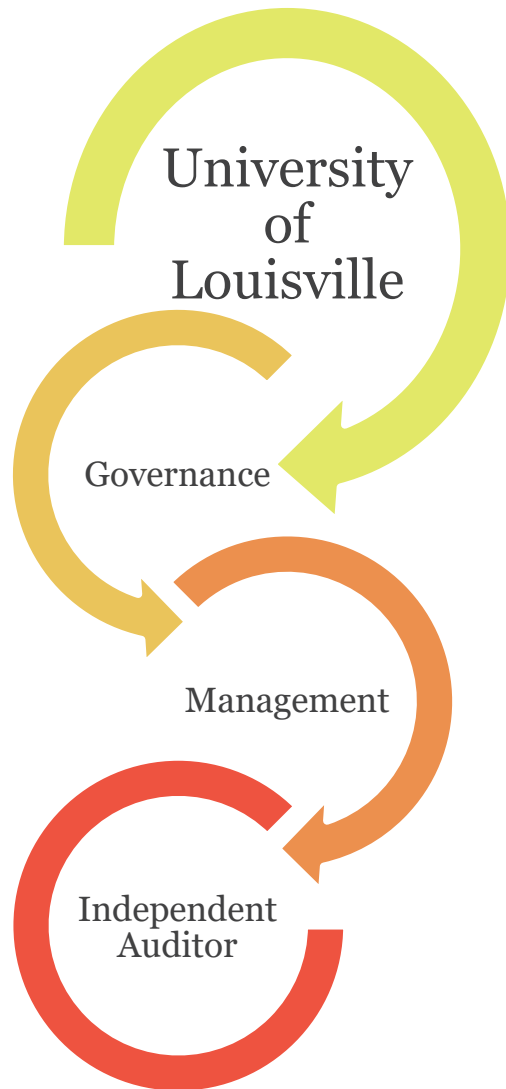 University
of
Louisville
Governance
Management
Independent
Auditor